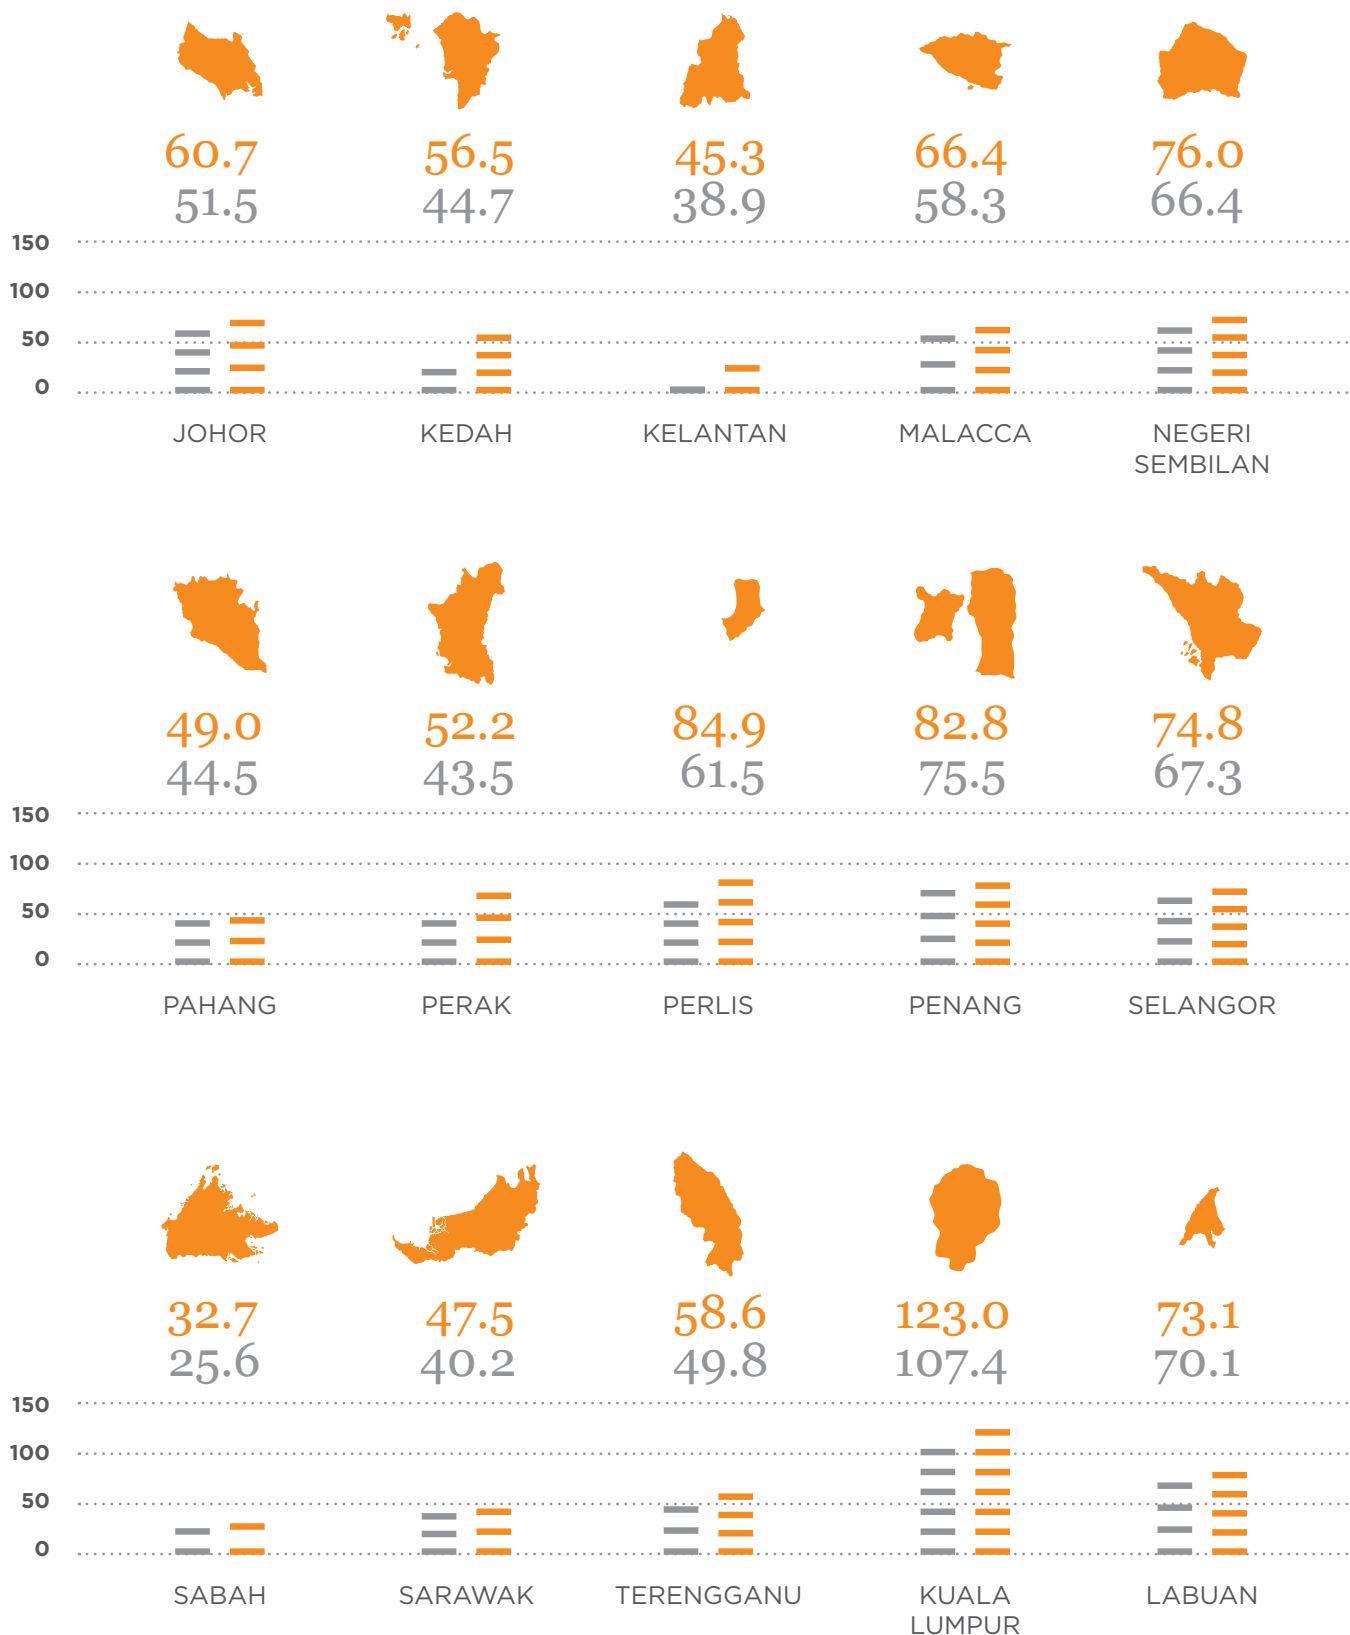 60.7 56.5 45.3 66.4 76.0
51.5 44.7 38.9 58.3 66.4
150
100
50
0
JOHOR KEDAH KELANTAN MALACCA NEGERI
SEMBILAN
49.0 52.2 84.9 82.8 74.8
44.5 43.5 61.5 75.5 67.3
150
100
50
0
PAHANG PERAK PERLIS PENANG SELANGOR
32.7 47.5 58.6 123.0 73.1
25.6 40.2 49.8 107.4 70.1
150
100
50
0
SABAH SARAWAK TERENGGANU KUALA LABUAN
LUMPUR